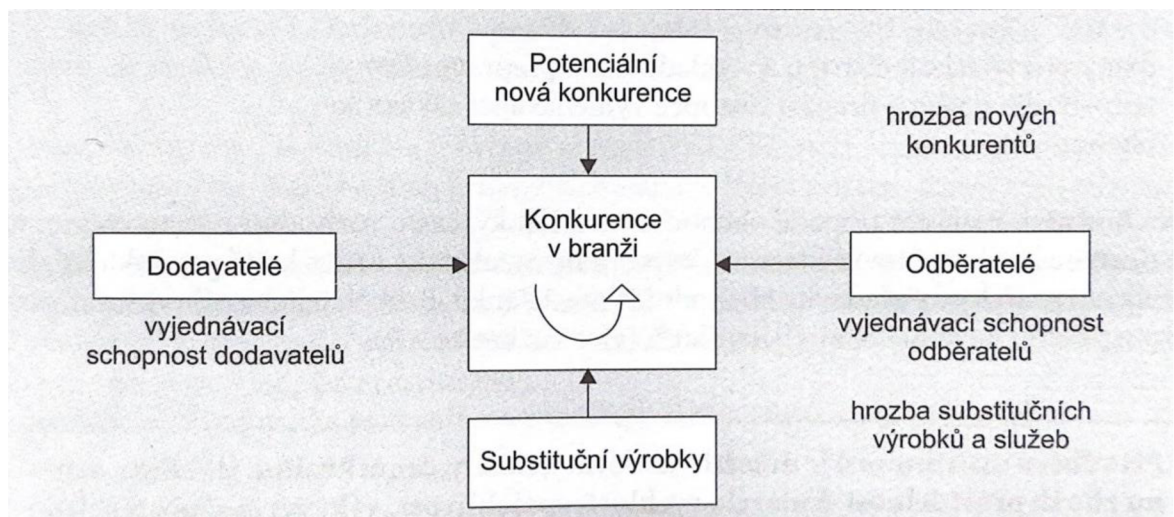 Potenciální
nová konkurence
hrozba nových
konkurentů
Konkurence
v branži
Dodavatelé
Odběratelé
vyjednávací
schopnost dodavatelů
vyjednávací schopnost
odběratelů
hrozba substitučních
výrobků a služeb
Substituční výrobky